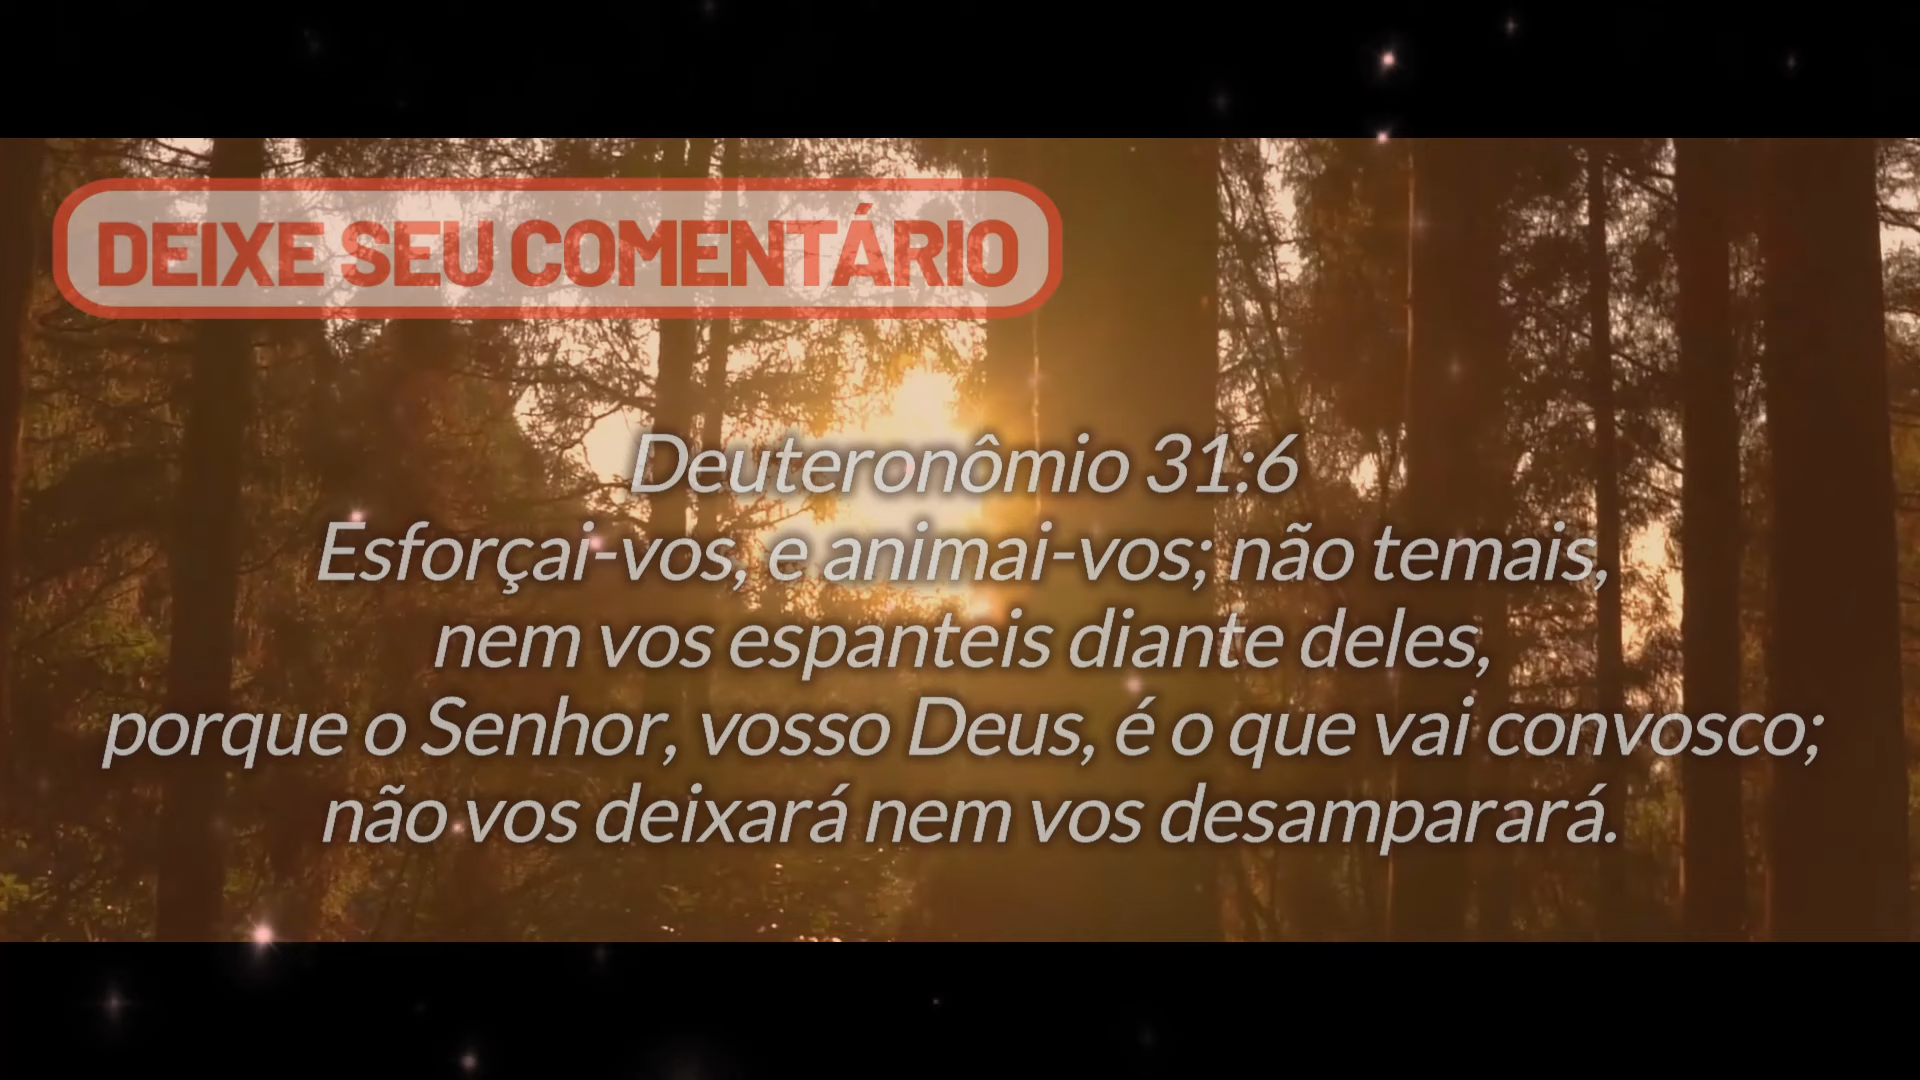 DEIXE SEU COMENTÁRIO
Deuteronômio 31:6
Esforçai-vos, e animai-vos; não temais,
nem vos espanteis diante deles,
porque o Senhor, vosso Deus, é o que vai convosco;
não vos deixará nem vos desamparará.